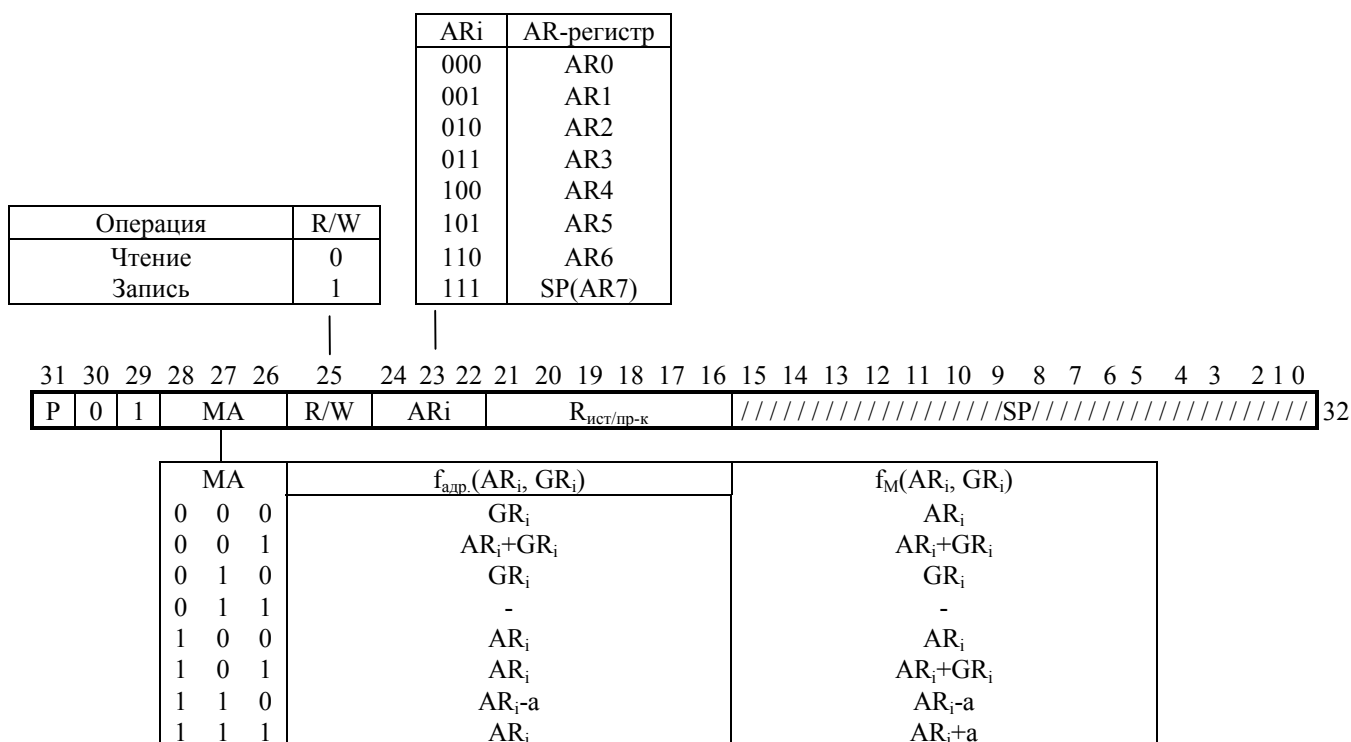 ARi AR-регистр
000 AR0
001 AR1
010 AR2
011 AR3
100 AR4
101 AR5
110 AR6
111 SP(AR7)
Операция R/W
Чтение 0
Запись 1
31 30 29 28 27 26 25 24 23 22 21 20 19 18 17 16 15 14 13 12 11 10 9 8 7 6 5 4 3 2 1 0
P 0 1 MA R/W ARi Rист/пр-к //////////////////SP//////////////////// 32
MA fадр.(ARi, GRi) fM(ARi, GRi)
0 0 0 GRi ARi
0 0 1 ARi+GRi ARi+GRi
0 1 0 GRi GRi
0 1 1 - -
1 0 0 ARi ARi
1 0 1 ARi ARi+GRi
1 1 0 ARi-a ARi-a
1 1 1 ARi ARi+a